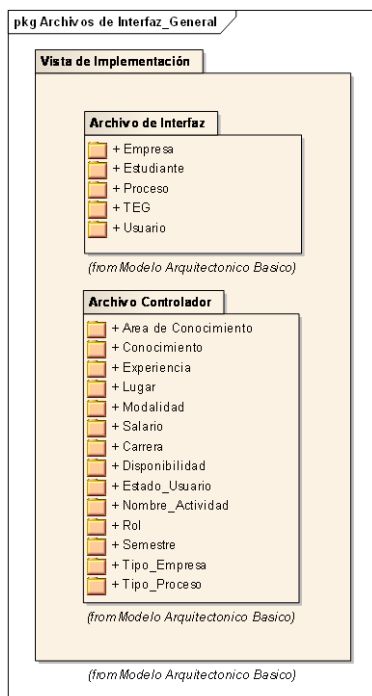 pkg Archivos de Interfaz_General
Vista de Implementación
Archivo de Interfaz
+ Empresa
+ Estudiante
+ Proceso
+ TEG
+ Usuario
(from Modelo Arquitectonico Basico)
Archivo Controlador
+ Area de Conocimiento
+ Conocimiento
+ Experiencia
+ Lugar
+ Modalidad
+ Salario
+ Carrera
+ Disponibilidad
+ Estado_Usuario
+ Nombre_Actividad
+ Rol
+ Semestre
+ Tipo_Empresa
+ Tipo_Proceso
(from Modelo Arquitectonico Basico)
(from Modelo Arquitectonico Basico)